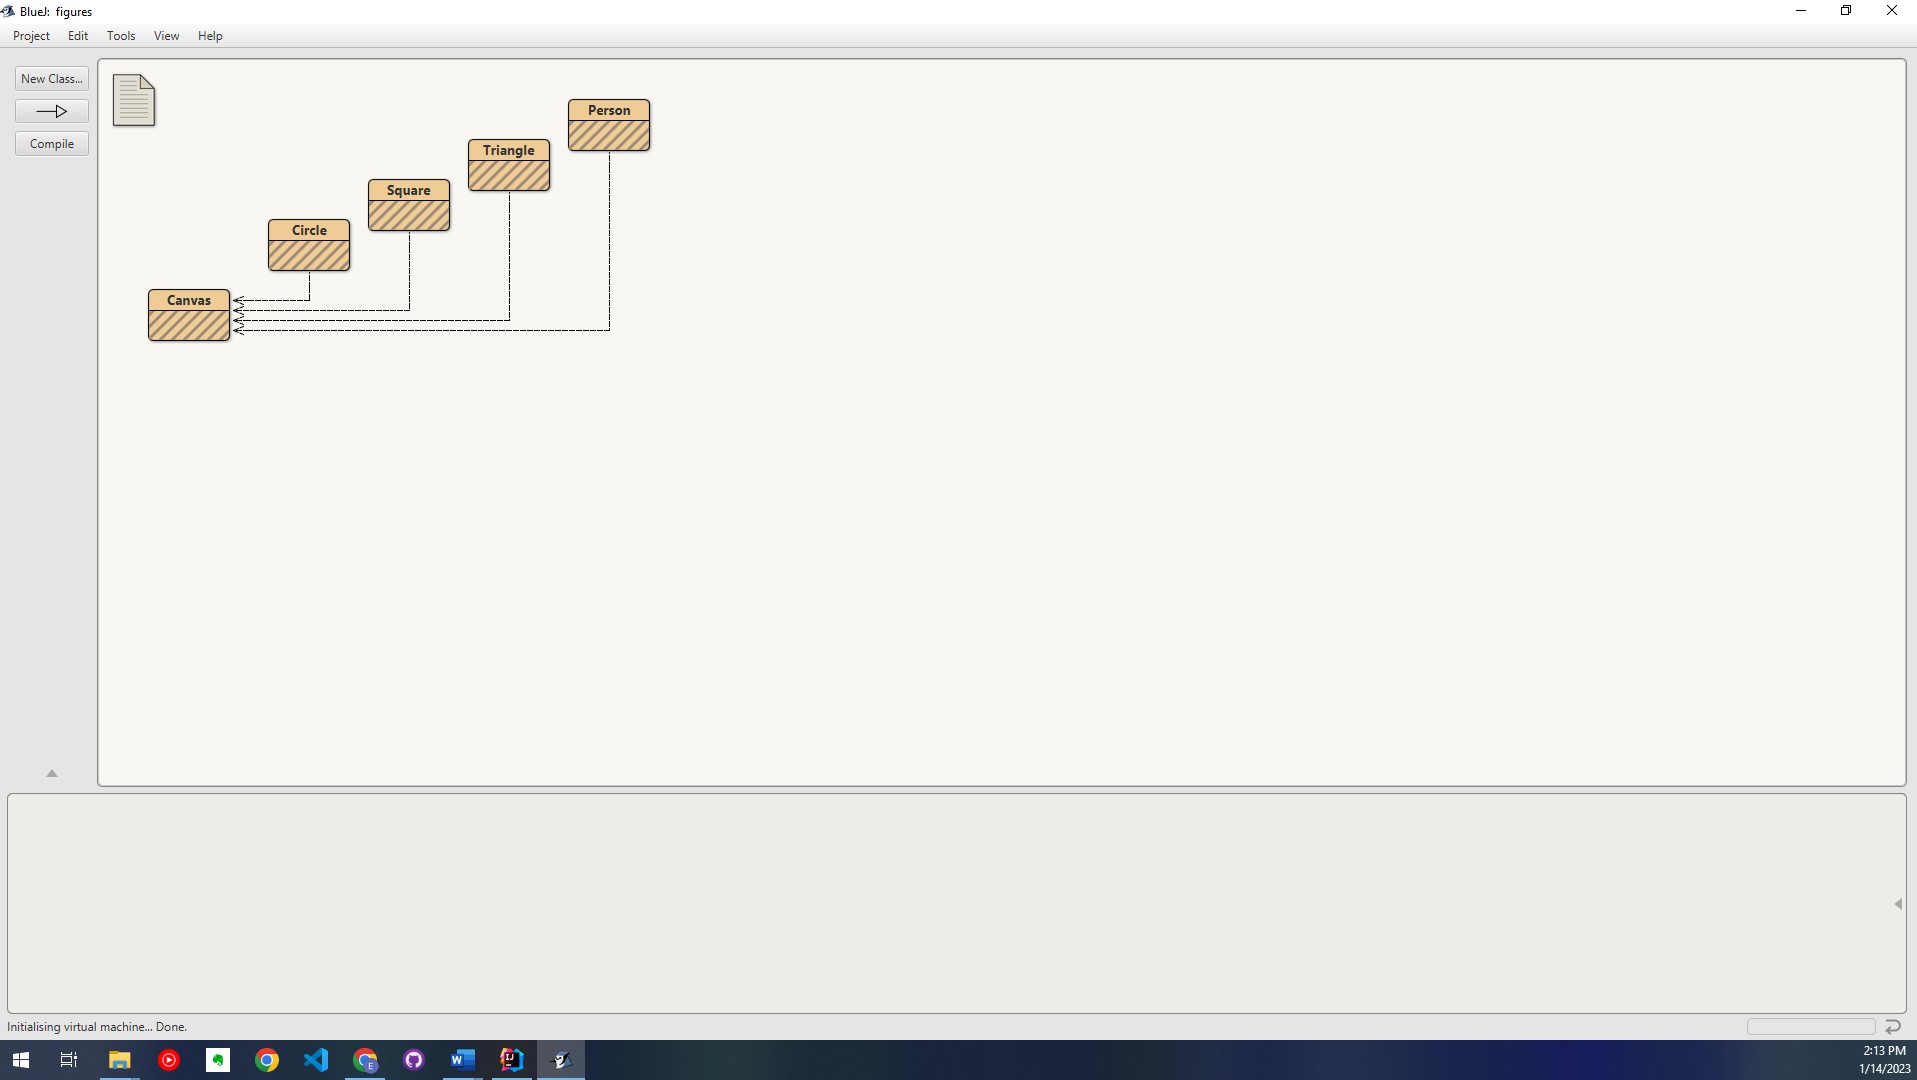 BlueJ:  figures
Project Edit Tools View Help
New Class...
Compile
Person
Triangle
Square
Circle
Canvas
Initialising virtual machine... Done.
E
W
IJ
2:13 PM
1/14/2023